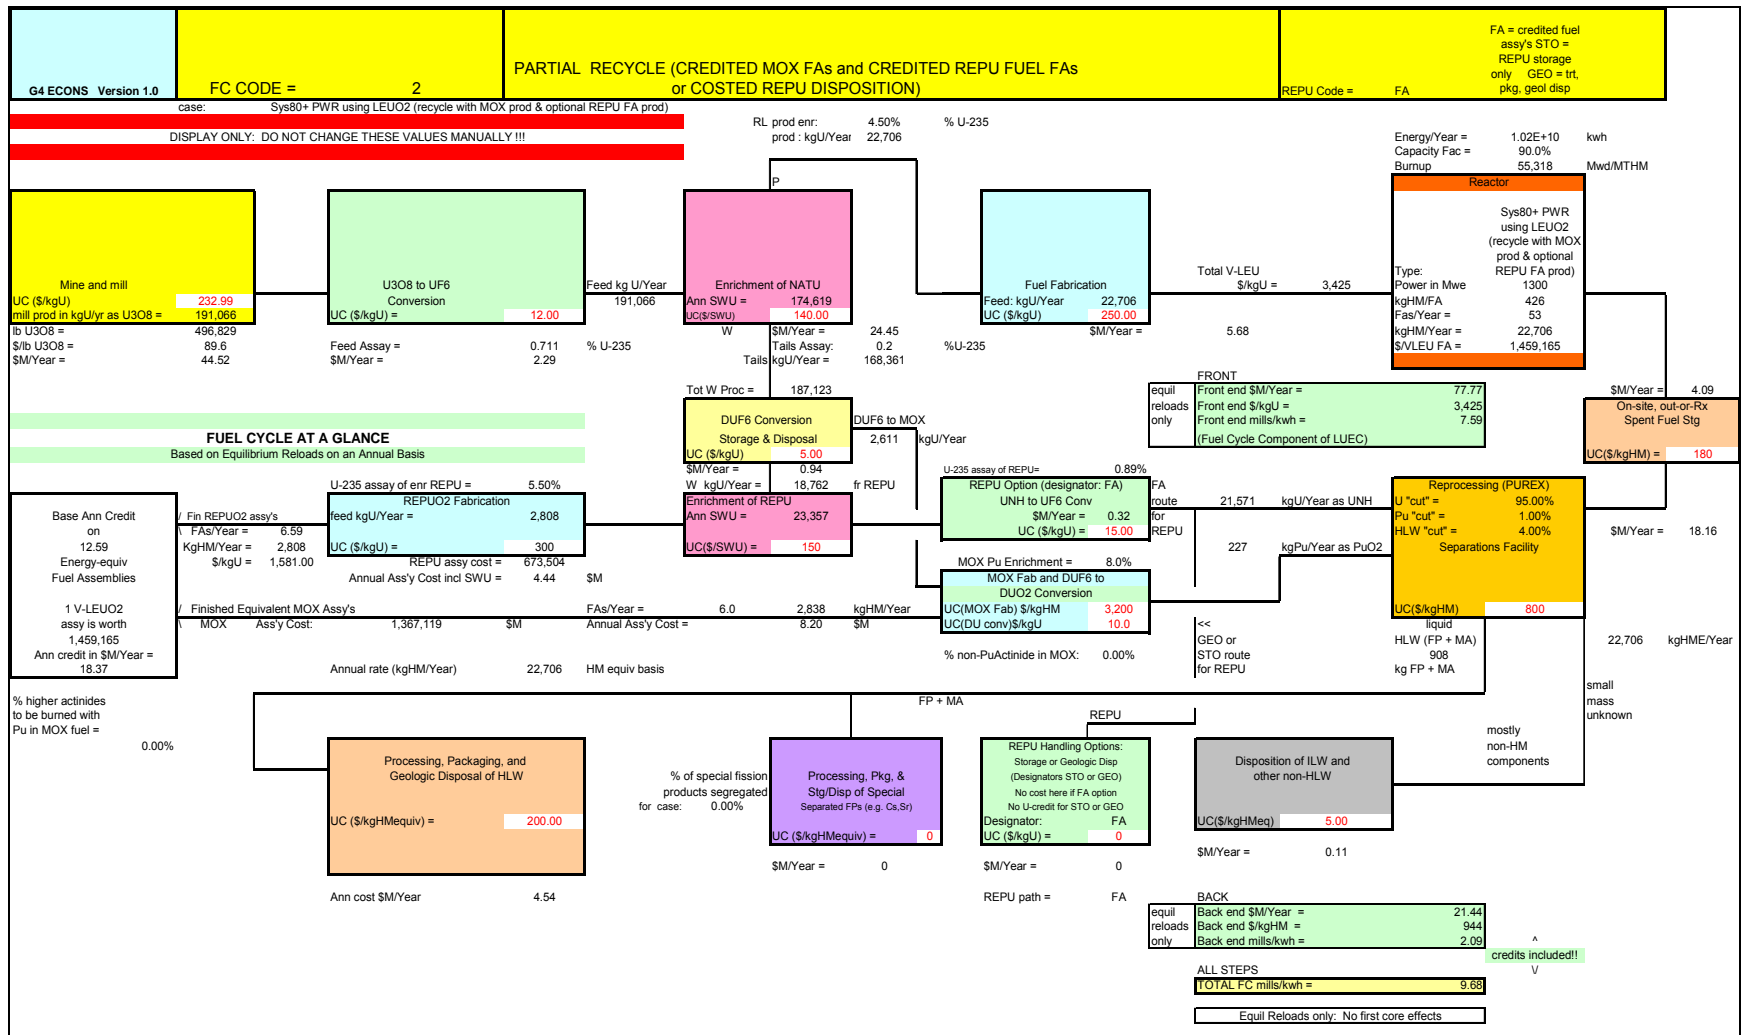 G4 ECONS Version 1.0
FC CODE = 2
PARTIAL RECYCLE (CREDITED MOX FAs and CREDITED REPU FUEL FAs
or COSTED REPU DISPOSITION)
REPU Code = FA
FA = credited fuel
assy's STO =
REPU storage
only GEO = trt,
pkg, geol disp
case: Sys80+ PWR using LEUO2 (recycle with MOX prod & optional REPU FA prod)
DISPLAY ONLY: DO NOT CHANGE THESE VALUES MANUALLY !!!
RL prod enr: 4.50% % U-235
prod : kgU/Year 22,706
Energy/Year = 1.02E+10 kwh
Capacity Fac = 90.0%
Burnup 55,318 Mwd/MTHM
P
Mine and mill
UC ($/kgU) 232.99
mill prod in kgU/yr as U3O8 = 191,066
lb U3O8 = 496,829
$/lb U3O8 = 89.6
$M/Year = 44.52
U3O8 to UF6
Conversion
UC ($/kgU) = 12.00
Feed Assay = 0.711 % U-235
$M/Year = 2.29
Feed kg U/Year
191,066
Enrichment of NATU
Ann SWU = 174,619
UC($/SWU) 140.00
W $M/Year = 24.45
Tails Assay: 0.2 %U-235
Tails kgU/Year = 168,361
Fuel Fabrication
Feed: kgU/Year 22,706
UC ($/kgU) 250.00
$M/Year = 5.68
Total V-LEU
$/kgU = 3,425
Reactor
Sys80+ PWR
using LEUO2
(recycle with MOX
prod & optional
Type: REPU FA prod)
Power in Mwe 1300
kgHM/FA 426
Fas/Year = 53
kgHM/Year = 22,706
$/VLEU FA = 1,459,165
FRONT
equil
reloads
only
Front end $M/Year = 77.77
Front end $/kgU = 3,425
Front end mills/kwh = 7.59
(Fuel Cycle Component of LUEC)
$M/Year = 4.09
On-site, out-or-Rx
Spent Fuel Stg
UC($/kgHM) = 180
Tot W Proc = 187,123
DUF6 Conversion
Storage & Disposal
UC ($/kgU) 5.00
$M/Year = 0.94
W kgU/Year = 18,762 fr REPU
DUF6 to MOX
2,611 kgU/Year
FUEL CYCLE AT A GLANCE
Based on Equilibrium Reloads on an Annual Basis
U-235 assay of enr REPU = 5.50%
REPUO2 Fabrication
feed kgU/Year = 2,808
UC ($/kgU) = 300
REPU assy cost = 673,504
Annual Ass'y Cost incl SWU = 4.44 $M
Enrichment of REPU
Ann SWU = 23,357
UC($/SWU) = 150
U-235 assay of REPU= 0.89%
REPU Option (designator: FA)
UNH to UF6 Conv
$M/Year = 0.32
UC ($/kgU) = 15.00
FA
route
for
REPU
21,571 kgU/Year as UNH
227 kgPu/Year as PuO2
Reprocessing (PUREX)
U "cut" = 95.00%
Pu "cut" = 1.00%
HLW "cut" = 4.00%
Separations Facility
UC($/kgHM) 800
$M/Year = 18.16
Base Ann Credit
on
12.59
Energy-equiv
Fuel Assemblies
1 V-LEUO2
assy is worth
1,459,165
Ann credit in $M/Year =
18.37
/ Fin REPUO2 assy's
\ FAs/Year = 6.59
KgHM/Year = 2,808
$/kgU = 1,581.00
/ Finished Equivalent MOX Assy's
\ MOX Ass'y Cost: 1,367,119 $M
FAs/Year = 6.0 2,838 kgHM/Year
Annual Ass'y Cost = 8.20 $M
MOX Pu Enrichment = 8.0%
MOX Fab and DUF6 to
DUO2 Conversion
UC(MOX Fab) $/kgHM 3,200
UC(DU conv)$/kgU 10.0
% non-PuActinide in MOX: 0.00%
<<
GEO or
STO route
for REPU
liquid
HLW (FP + MA)
908
kg FP + MA
22,706 kgHME/Year
Annual rate (kgHM/Year) 22,706 HM equiv basis
% higher actinides
to be burned with
Pu in MOX fuel =
0.00%
FP + MA
REPU
small
mass
unknown
mostly
non-HM
components
Processing, Packaging, and
Geologic Disposal of HLW
UC ($/kgHMequiv) = 200.00
Ann cost $M/Year 4.54
% of special fission
products segregated
for case: 0.00%
Processing, Pkg, &
Stg/Disp of Special
Separated FPs (e.g. Cs,Sr)
UC ($/kgHMequiv) = 0
$M/Year = 0
REPU Handling Options:
Storage or Geologic Disp
(Designators STO or GEO)
No cost here if FA option
No U-credit for STO or GEO
Designator: FA
UC ($/kgU) = 0
$M/Year = 0
REPU path = FA
Disposition of ILW and
other non-HLW
UC($/kgHMeq) 5.00
$M/Year = 0.11
BACK
equil
reloads
only
Back end $M/Year = 21.44
Back end $/kgHM = 944
Back end mills/kwh = 2.09
^
credits included!!
\/
ALL STEPS
TOTAL FC mills/kwh = 9.68
Equil Reloads only: No first core effects